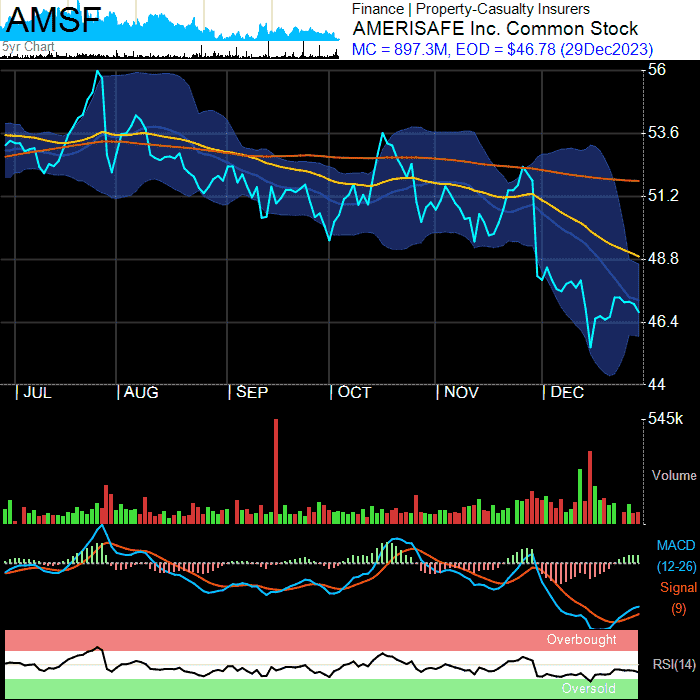 AMSF
5yr Chart
Finance | Property-Casualty Insurers
AMERISAFE Inc. Common Stock
MC = 897.3M, EOD = $46.78 (29Dec2023)
56
53.6
51.2
48.8
46.4
44
| JUL | AUG | SEP | OCT | NOV | DEC
545k
Volume
MACD
(12-26)
Signal
(9)
Overbought
RSI(14)
Oversold